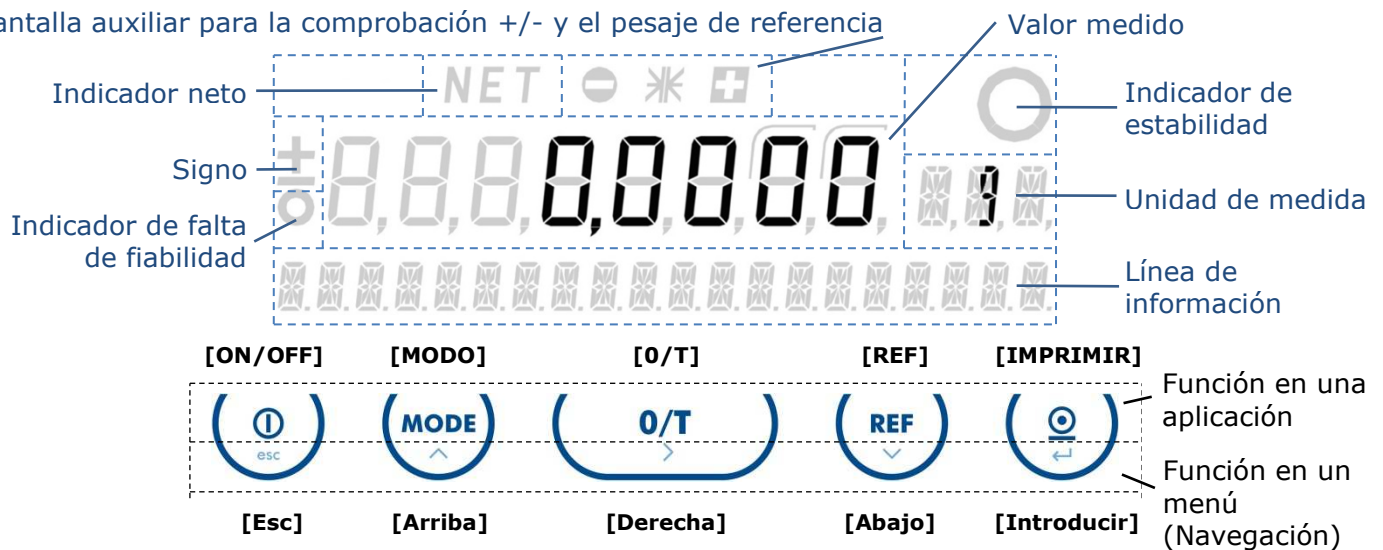 antalla auxiliar para la comprobación +/- y el pesaje de referencia
Valor medido
Indicador neto
NET
Indicador de
estabilidad
Signo
0,0000
Unidad de medida
Indicador de falta
de fiabilidad
Línea de
información
[ON/OFF] [MODO] [0/T] [REF] [IMPRIMIR]
Función en una
aplicación
MODE 0/T REF
esc
Función en un
menú
(Navegación)
[Esc] [Arriba] [Derecha] [Abajo] [Introducir]